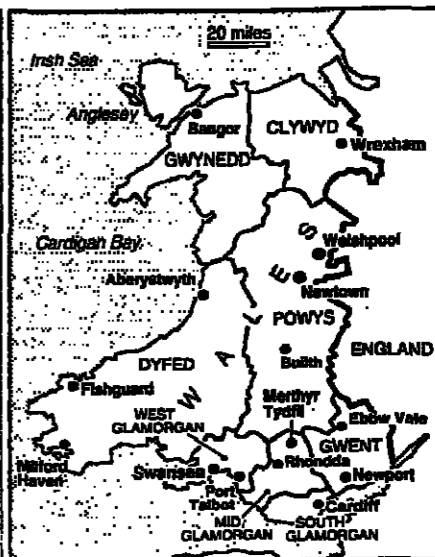 20 miles
Irish Sea
Anglesey
Bangor
CLYWYD
Wrexham
GWYNEDD
Cardigan Bay
Welshpool
Aberystwyth
Newtown
WALES
POWYS
ENGLAND
DYFED
Builth
Fishguard
WEST
GLAMORGAN
Merthyr
Tydfil
Ebbw Vale
GWENT
Milford
Haven
Swansea
Rhondda
Newport
Port
Talbot
Cardiff
MID
GLAMORGAN
SOUTH
GLAMORGAN